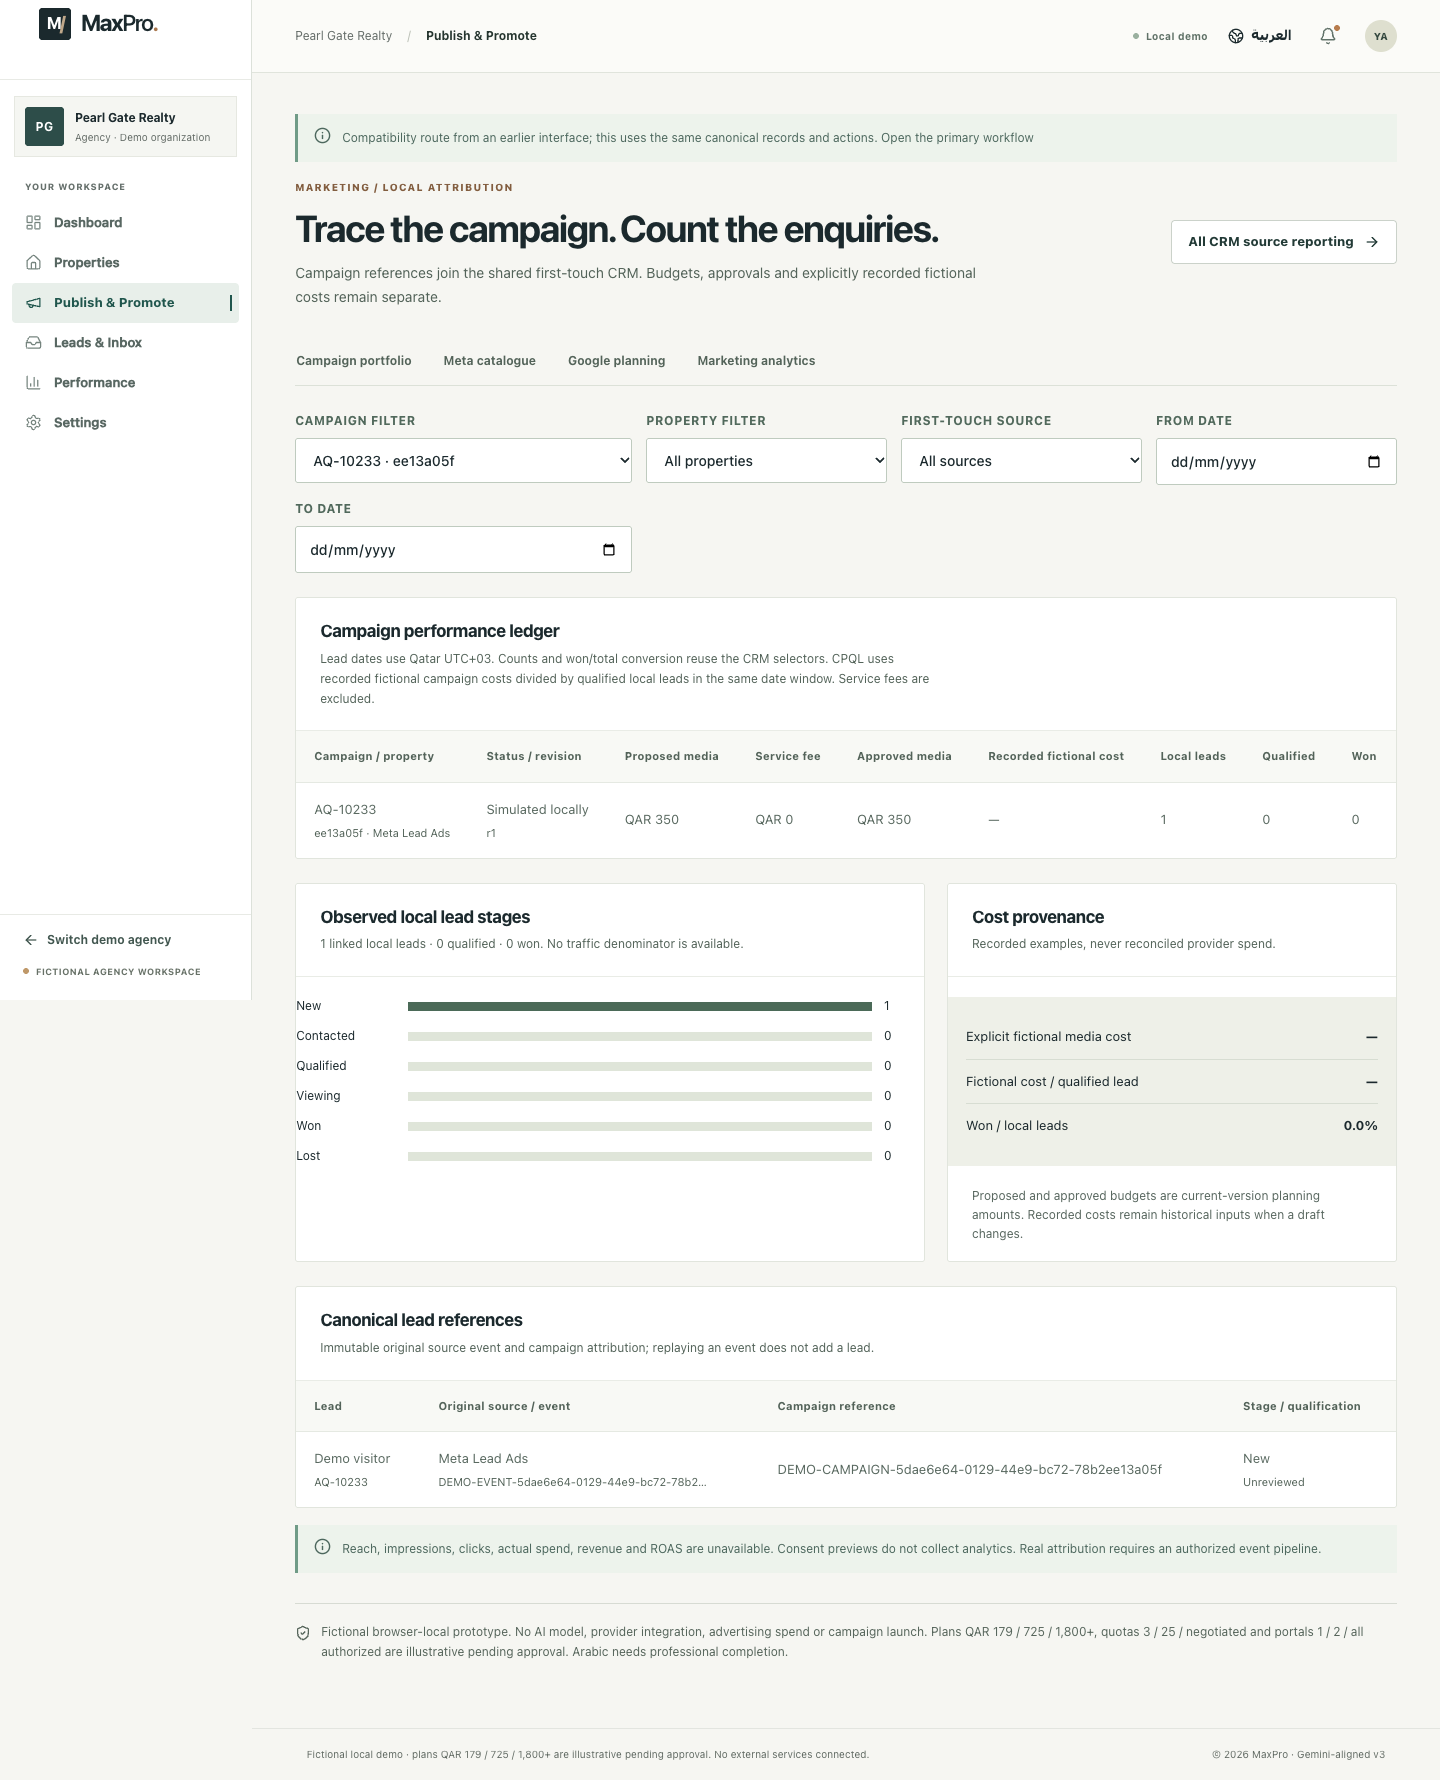 M/ MaxPro.
Pearl Gate Realty / Publish & Promote
Local demo
العربية
YA
PG
Pearl Gate Realty
Agency · Demo organization
YOUR WORKSPACE
Dashboard
Properties
Publish & Promote
Leads & Inbox
Performance
Settings
Switch demo agency
FICTIONAL AGENCY WORKSPACE
Compatibility route from an earlier interface; this uses the same canonical records and actions. Open the primary workflow
MARKETING / LOCAL ATTRIBUTION
Trace the campaign. Count the enquiries.
Campaign references join the shared first-touch CRM. Budgets, approvals and explicitly recorded fictional
costs remain separate.
All CRM source reporting
Campaign portfolio Meta catalogue Google planning Marketing analytics
CAMPAIGN FILTER PROPERTY FILTER FIRST-TOUCH SOURCE FROM DATE
AQ-10233 · ee13a05f All properties All sources dd/mm/yyyy
TO DATE
dd/mm/yyyy
Campaign performance ledger
Lead dates use Qatar UTC+03. Counts and won/total conversion reuse the CRM selectors. CPQL uses
recorded fictional campaign costs divided by qualified local leads in the same date window. Service fees are
excluded.
Campaign / property Status / revision Proposed media Service fee Approved media Recorded fictional cost Local leads Qualified Won
AQ-10233 Simulated locally QAR 350 QAR 0 QAR 350 — 1 0 0
ee13a05f · Meta Lead Ads r1
Observed local lead stages
1 linked local leads · 0 qualified · 0 won. No traffic denominator is available.
New 1
Contacted 0
Qualified 0
Viewing 0
Won 0
Lost 0
Cost provenance
Recorded examples, never reconciled provider spend.
Explicit fictional media cost —
Fictional cost / qualified lead —
Won / local leads 0.0%
Proposed and approved budgets are current-version planning
amounts. Recorded costs remain historical inputs when a draft
changes.
Canonical lead references
Immutable original source event and campaign attribution; replaying an event does not add a lead.
Lead Original source / event Campaign reference Stage / qualification
Demo visitor Meta Lead Ads DEMO-CAMPAIGN-5dae6e64-0129-44e9-bc72-78b2ee13a05f New
AQ-10233 DEMO-EVENT-5dae6e64-0129-44e9-bc72-78b2... Unreviewed
Reach, impressions, clicks, actual spend, revenue and ROAS are unavailable. Consent previews do not collect analytics. Real attribution requires an authorized event pipeline.
Fictional browser-local prototype. No AI model, provider integration, advertising spend or campaign launch. Plans QAR 179 / 725 / 1,800+, quotas 3 / 25 / negotiated and portals 1 / 2 / all
authorized are illustrative pending approval. Arabic needs professional completion.
Fictional local demo · plans QAR 179 / 725 / 1,800+ are illustrative pending approval. No external services connected.
© 2026 MaxPro · Gemini-aligned v3